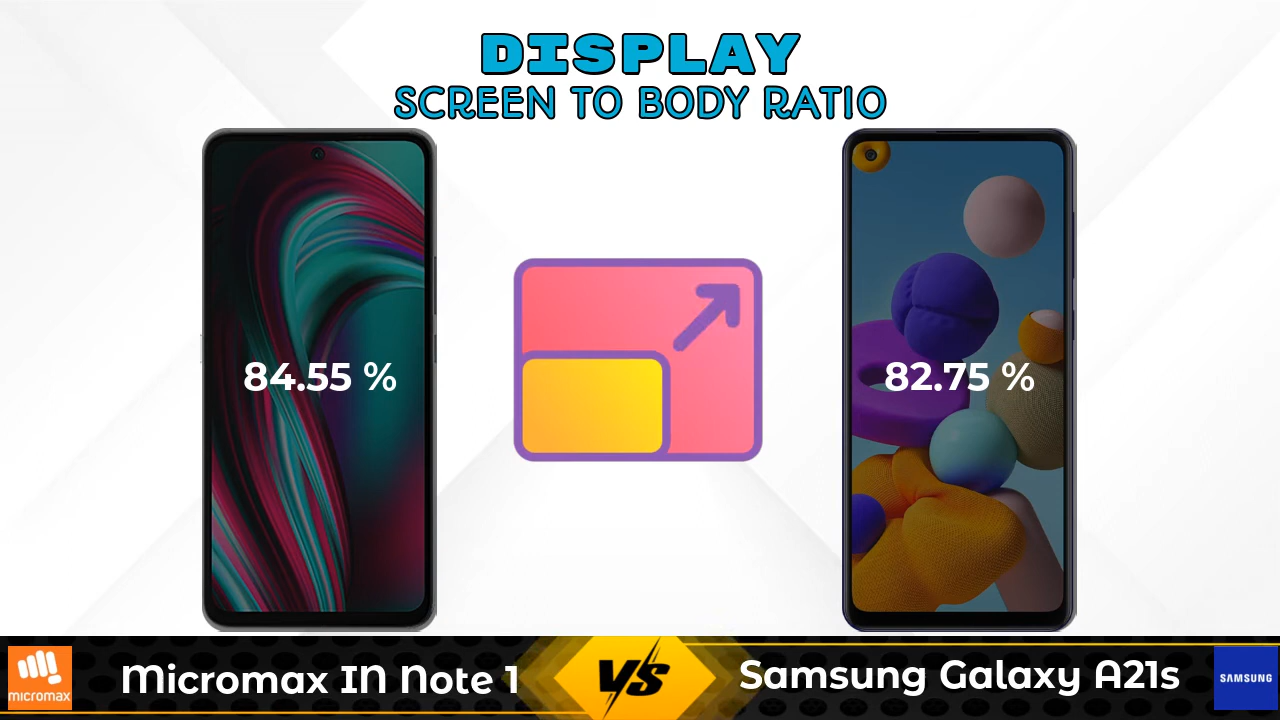 DISPLAY
SCREEN TO BODY RATIO
84.55 %
82.75 %
micromax
Micromax IN Note 1
VS
Samsung Galaxy A21s
SAMSUNG